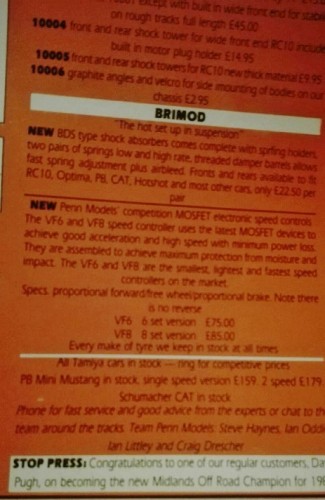 except with built in wide front end for stabi
on rough tracks full length £45.00
10004 front and rear shock tower for wide front end RC10 include
built in motor plug holder £14.95
10005 front and rear shock towers for RC10 new thick material £9.95
10006 graphite angles and velcro for side mounting of bodies on our
chassis £2.95
BRIMOD
"The hot set up in suspension"
NEW BDS type shock absorbers comes complete with spring holders,
two pairs of springs low and high rate, threaded damper barrels allows
fast spring adjustment plus airbleed. Fronts and rears available to fit
RC10, Optima, PB, CAT, Hotshot and most other cars, only £22.50 per
pair
NEW Penn Models' competition MOSFET electronic speed controls.
The VF6 and VF8 speed controller uses the latest MOSFET devices to
achieve good acceleration and high speed with minimum power loss.
They are assembled to achieve maximum protection from moisture and
impact. The VF6 and VF8 are the smallest, lightest and fastest speed
controllers on the market.
Specs. proportional forward/free wheel/proportional brake. Note there
is no reverse
VF6 6 set version £75.00
VF8 8 set version £85.00
Every make of tyre we keep in stock at all times
All Tamiya cars in stock — ring for competitive prices
PB Mini Mustang in stock, single speed version £159. 2 speed £179.
Schumacher CAT in stock
Phone for fast service and good advice from the experts or chat to the
team around the tracks. Team Penn Models: Steve Haynes, Ian Oddi
Ian Littley and Craig Drescher
STOP PRESS: Congratulations to one of our regular customers, Da
Pugh, on becoming the new Midlands Off Road Champion for 198